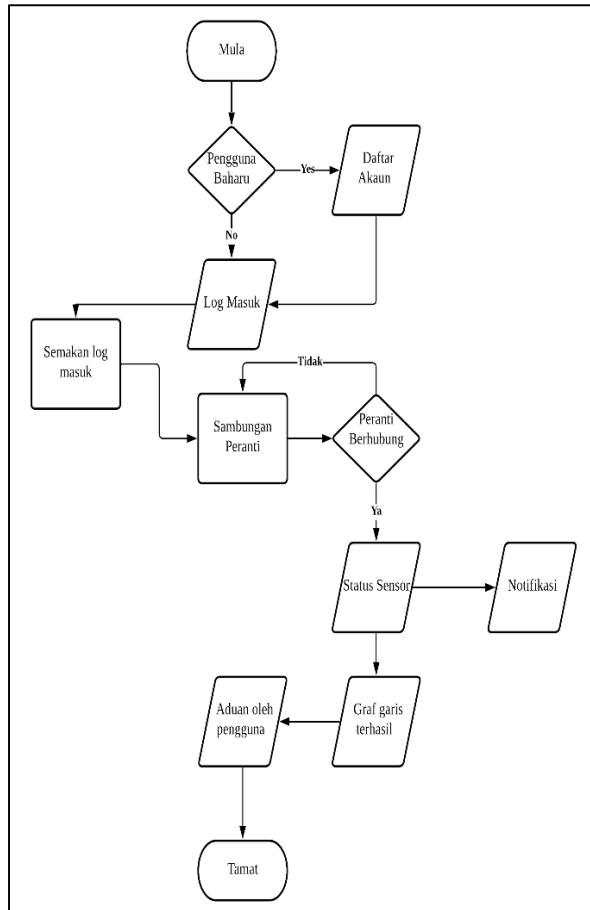 Mula
Pengguna
Baharu
Yes
Daftar
Akaun
No
Log Masuk
Semakan log
masuk
Tidak
Sambungan
Peranti
Peranti
Berhubung
Ya
Status Sensor
Notifikasi
Graf garis
terhasil
Aduan oleh
pengguna
Tamat